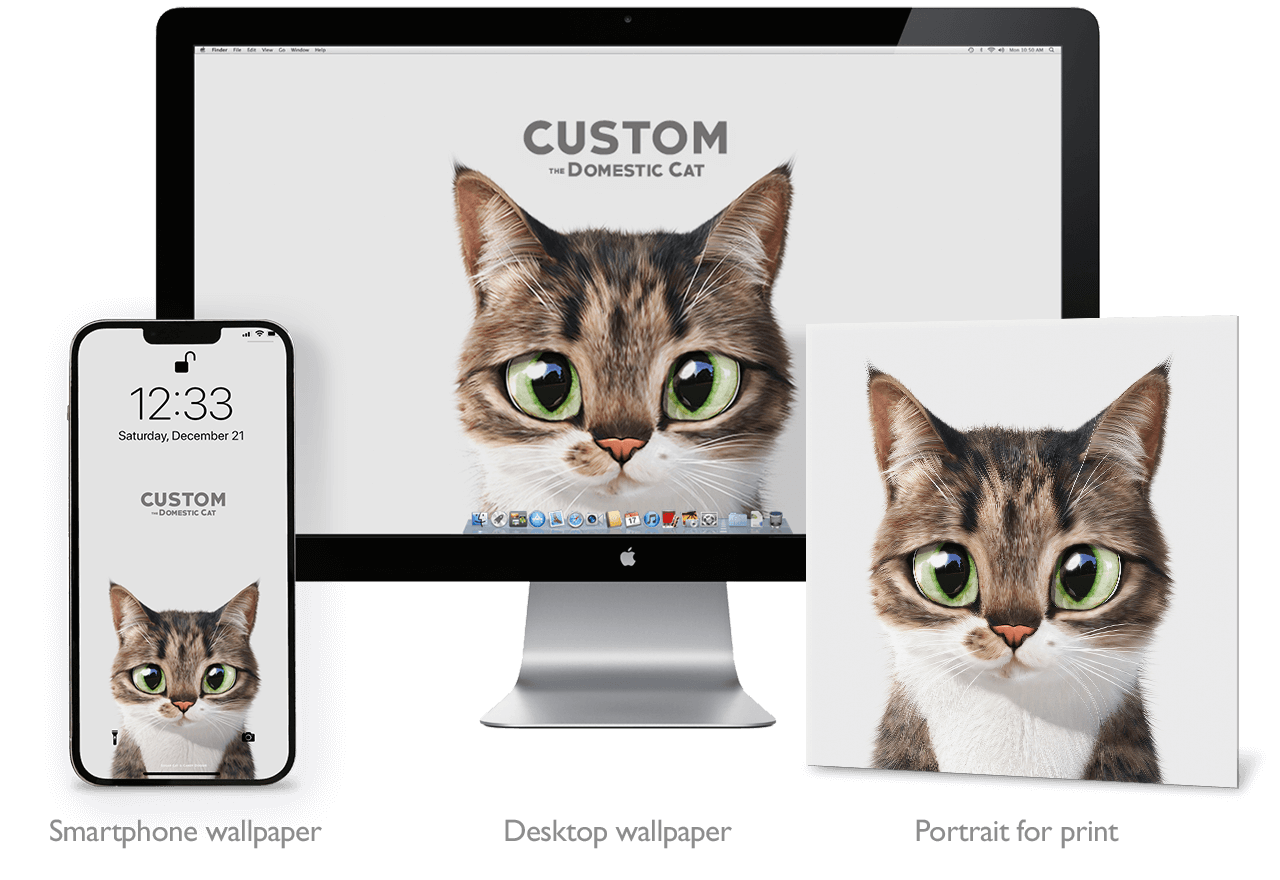 Finder File Edit View Go Window Help
Mon 10:50 AM
CUSTOM
THE DOMESTIC CAT
12:33
Saturday, December 21
CUSTOM
THE DOMESTIC CAT
17
Smartphone wallpaper
Desktop wallpaper
Portrait for print